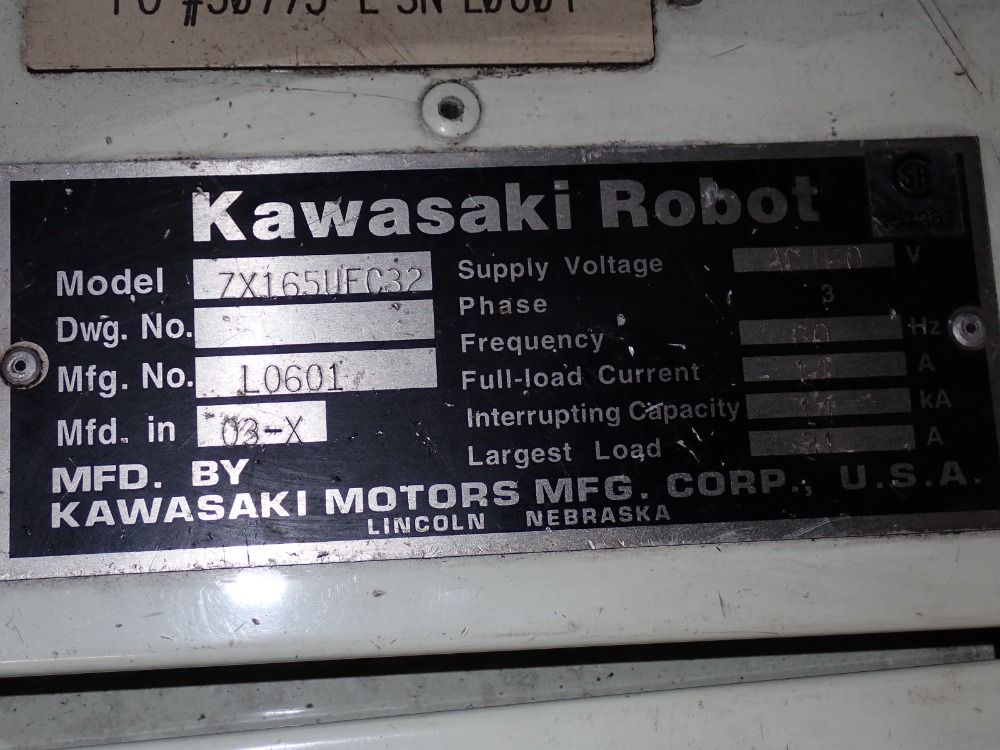 Kawasaki Robot
Model ZX165UFC32
Dwg. No.
Mfg. No. L0601
Mfd. in 03-X
Supply Voltage V
Phase 3
Frequency 60 Hz
Full-load Current A
Interrupting Capacity kA
Largest Load A
MFD. BY
KAWASAKI MOTORS MFG. CORP., U.S.A.
LINCOLN NEBRASKA